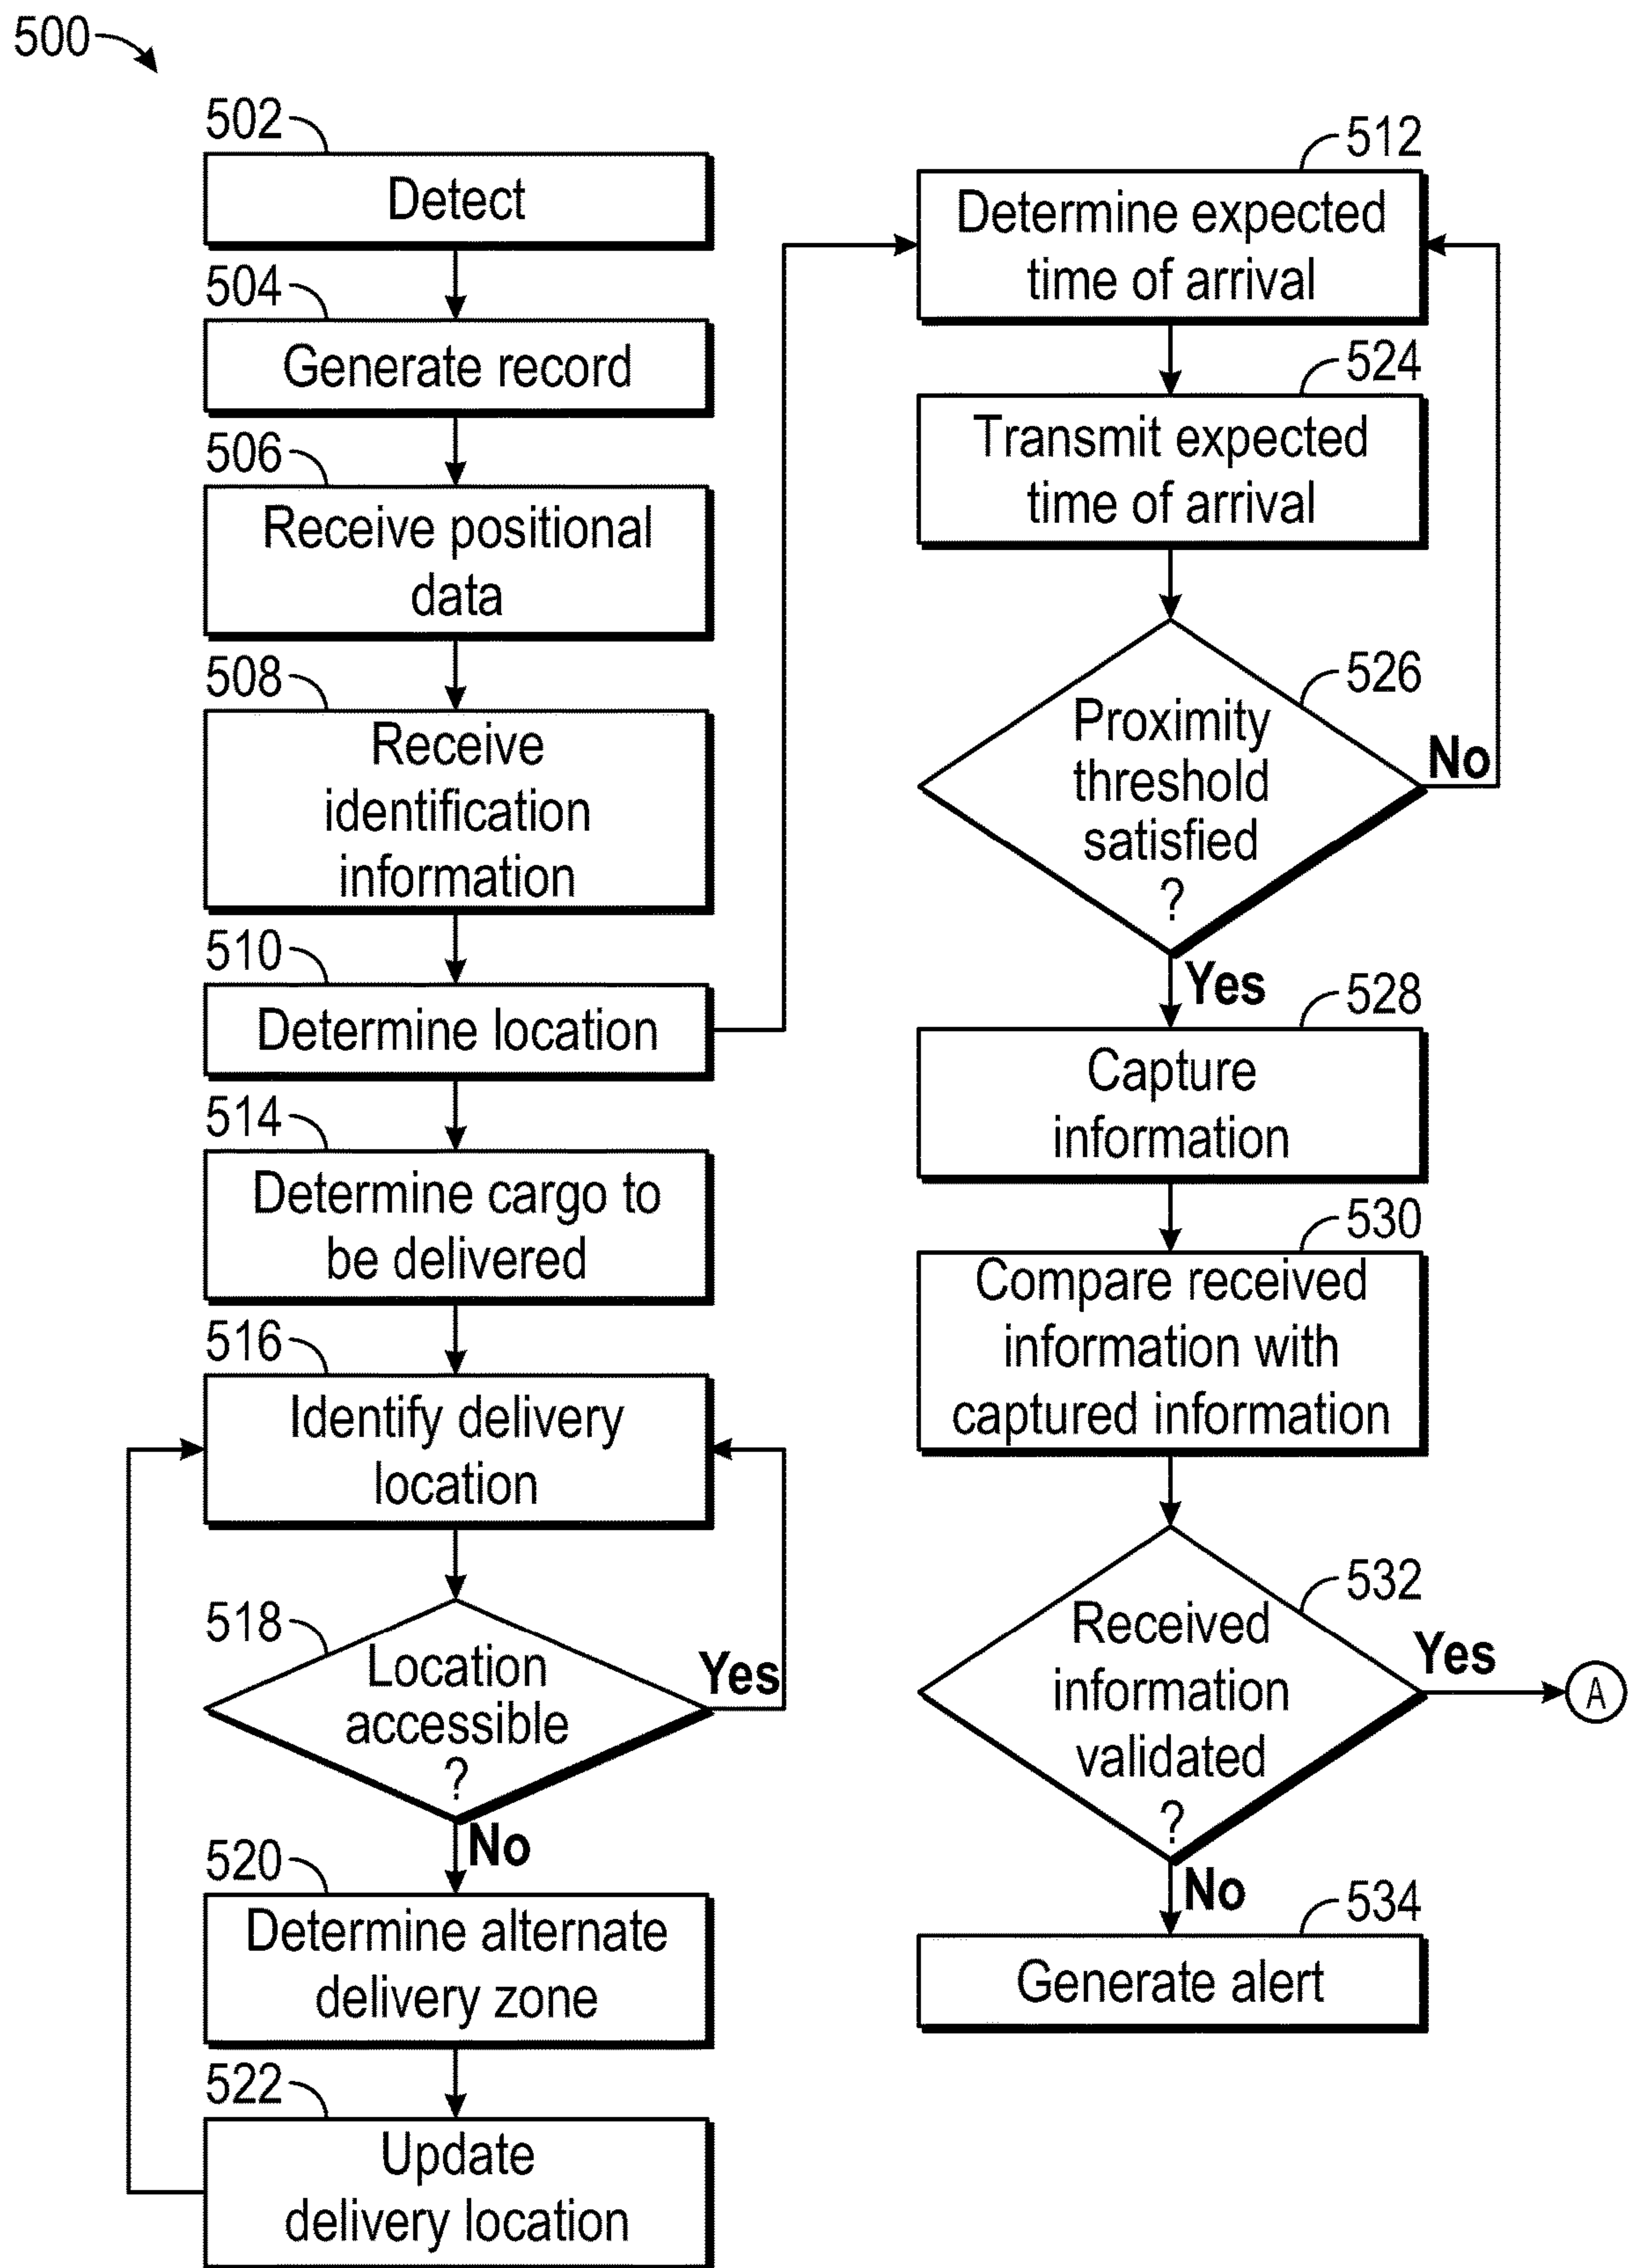 500
502
Detect
504
Generate record
506
Receive positional
data
508
Receive
identification
information
510
Determine location
514
Determine cargo to
be delivered
516
Identify delivery
location
518
Location
accessible
?
Yes
No
520
Determine alternate
delivery zone
522
Update
delivery location
512
Determine expected
time of arrival
524
Transmit expected
time of arrival
526
Proximity
threshold
satisfied
?
No
Yes
528
Capture
information
530
Compare received
information with
captured information
532
Received
information
validated
?
Yes
A
No
534
Generate alert